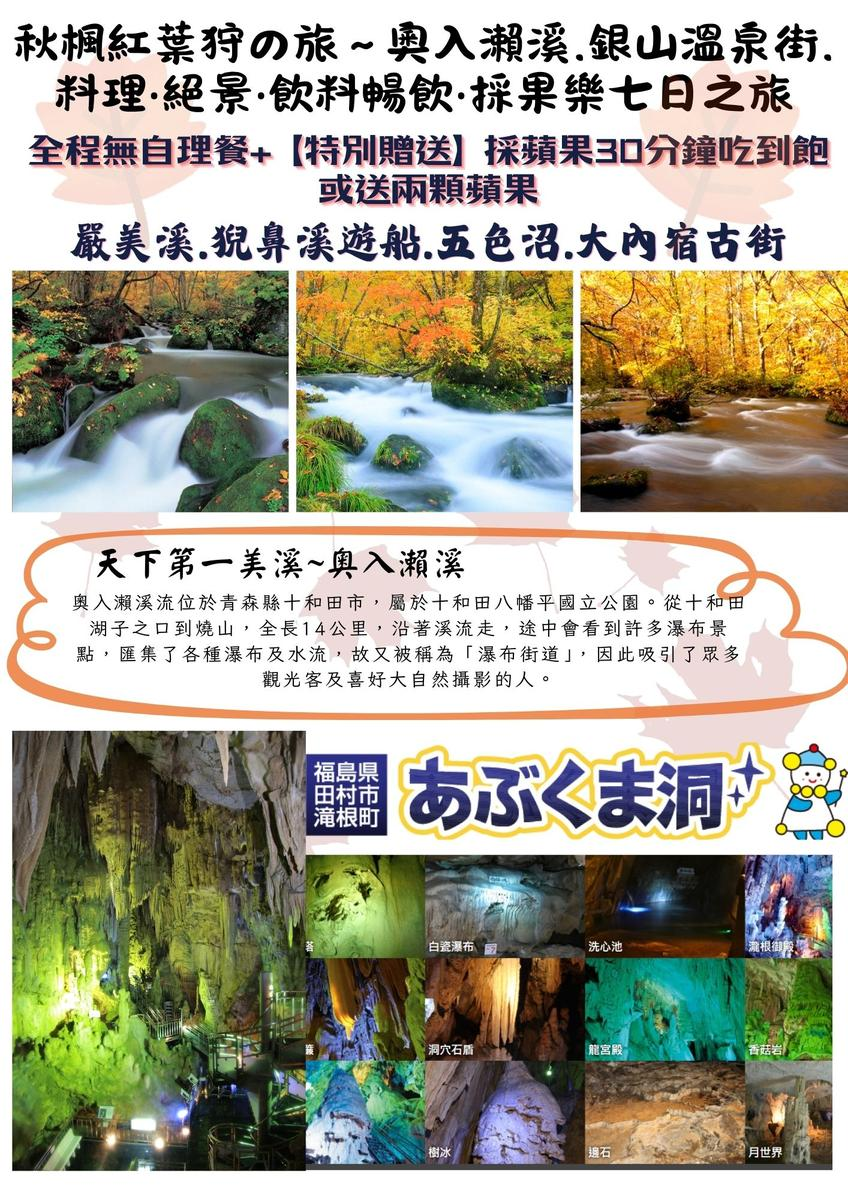 秋楓紅葉狩の旅~奧入瀨溪.銀山溫泉街.
料理·絕景·飲料暢飲·採果樂七日之旅
全程無自理餐+【特別贈送】採蘋果30分鐘吃到飽
或送兩顆蘋果
嚴美溪.猊鼻溪遊船.五色沼.大內宿古街
天下第一美溪~奧入瀨溪
奧入瀨溪流位於青森縣十和田市，屬於十和田八幡平國立公園。從十和田
湖子之口到燒山，全長14公里，沿著溪流走，途中會看到許多瀑布景
點，匯集了各種瀑布及水流，故又被稱為「瀑布街道」，因此吸引了眾多
觀光客及喜好大自然攝影的人。
福島県
田村市
滝根町
あぶくま洞
塔
白瓷瀑布
洗心池
瀧根御殿
簾
洞穴石盾
龍宮殿
香菇岩
樹冰
邊石
月世界